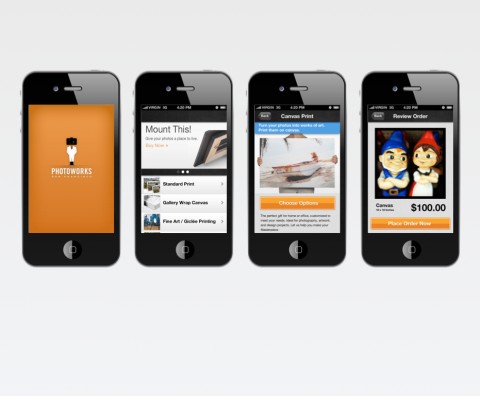 PHOTOWORKS
SAN FRANCISCO
VIRGIN 3G 4:20 PM
Mount This!
Give your photos a place to live.
Buy Now >
Standard Print
Gallery Wrap Canvas
Fine Art / Giclée Printing
VIRGIN 3G 4:20 PM
Back
Canvas Print
Turn your photos into works of art.
Print them on canvas.
Choose Options
The perfect gift for home or office, customized to
meet your needs. Ideal for photography, artwork,
and design projects. Let us help you make your
Masterpiece
VIRGIN 3G 4:20 PM
Back
Review Order
Canvas
$100.00
Place Order Now